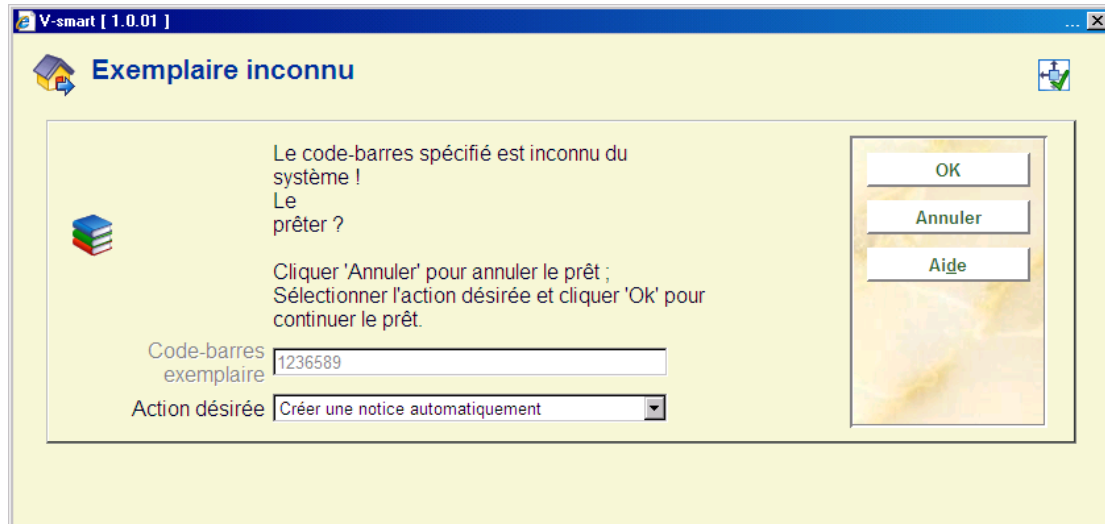 V-smart [ 1.0.01 ]
...
Exemplaire inconnu
Le code-barres spécifié est inconnu du
système !
Le
prêter ?
Cliquer 'Annuler' pour annuler le prêt ;
Sélectionner l'action désirée et cliquer 'Ok' pour
continuer le prêt.
Code-barres
exemplaire
1236589
Action désirée
Créer une notice automatiquement
OK
Annuler
Aide